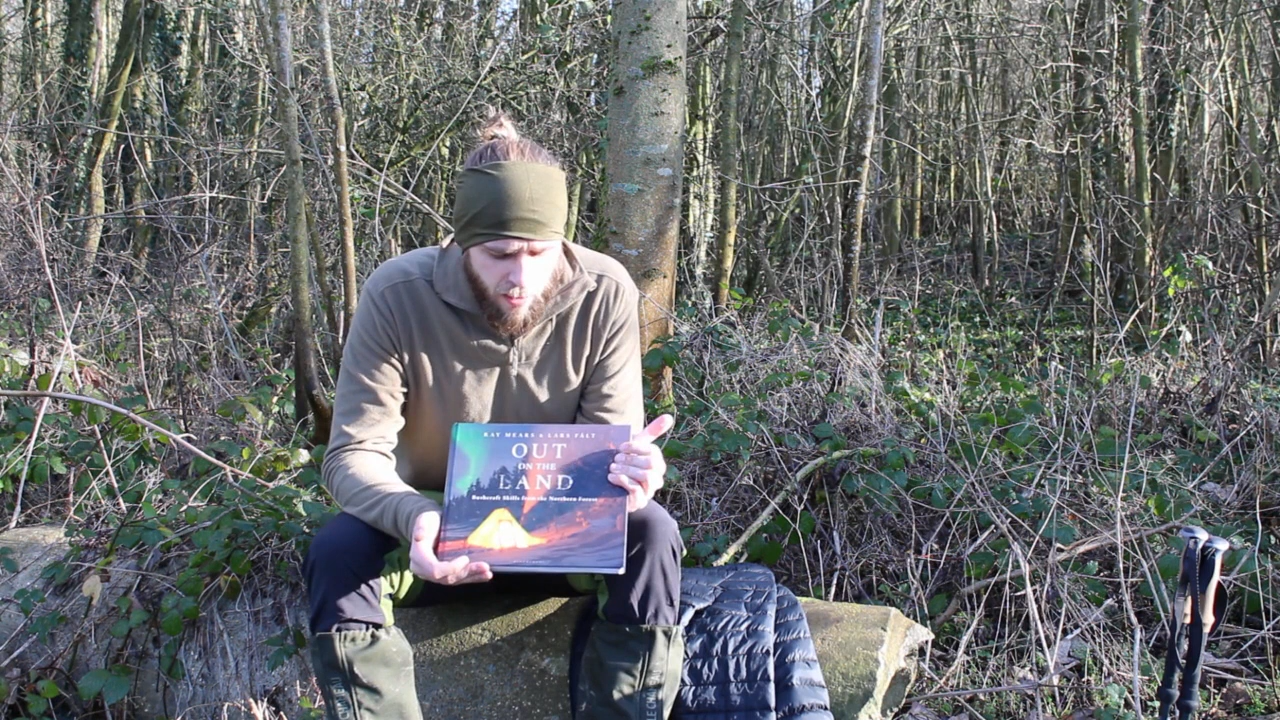 RAY MEARS & LARS FÄLT
OUT
ON THE
LAND
Bushcraft Skills from the Northern Forest